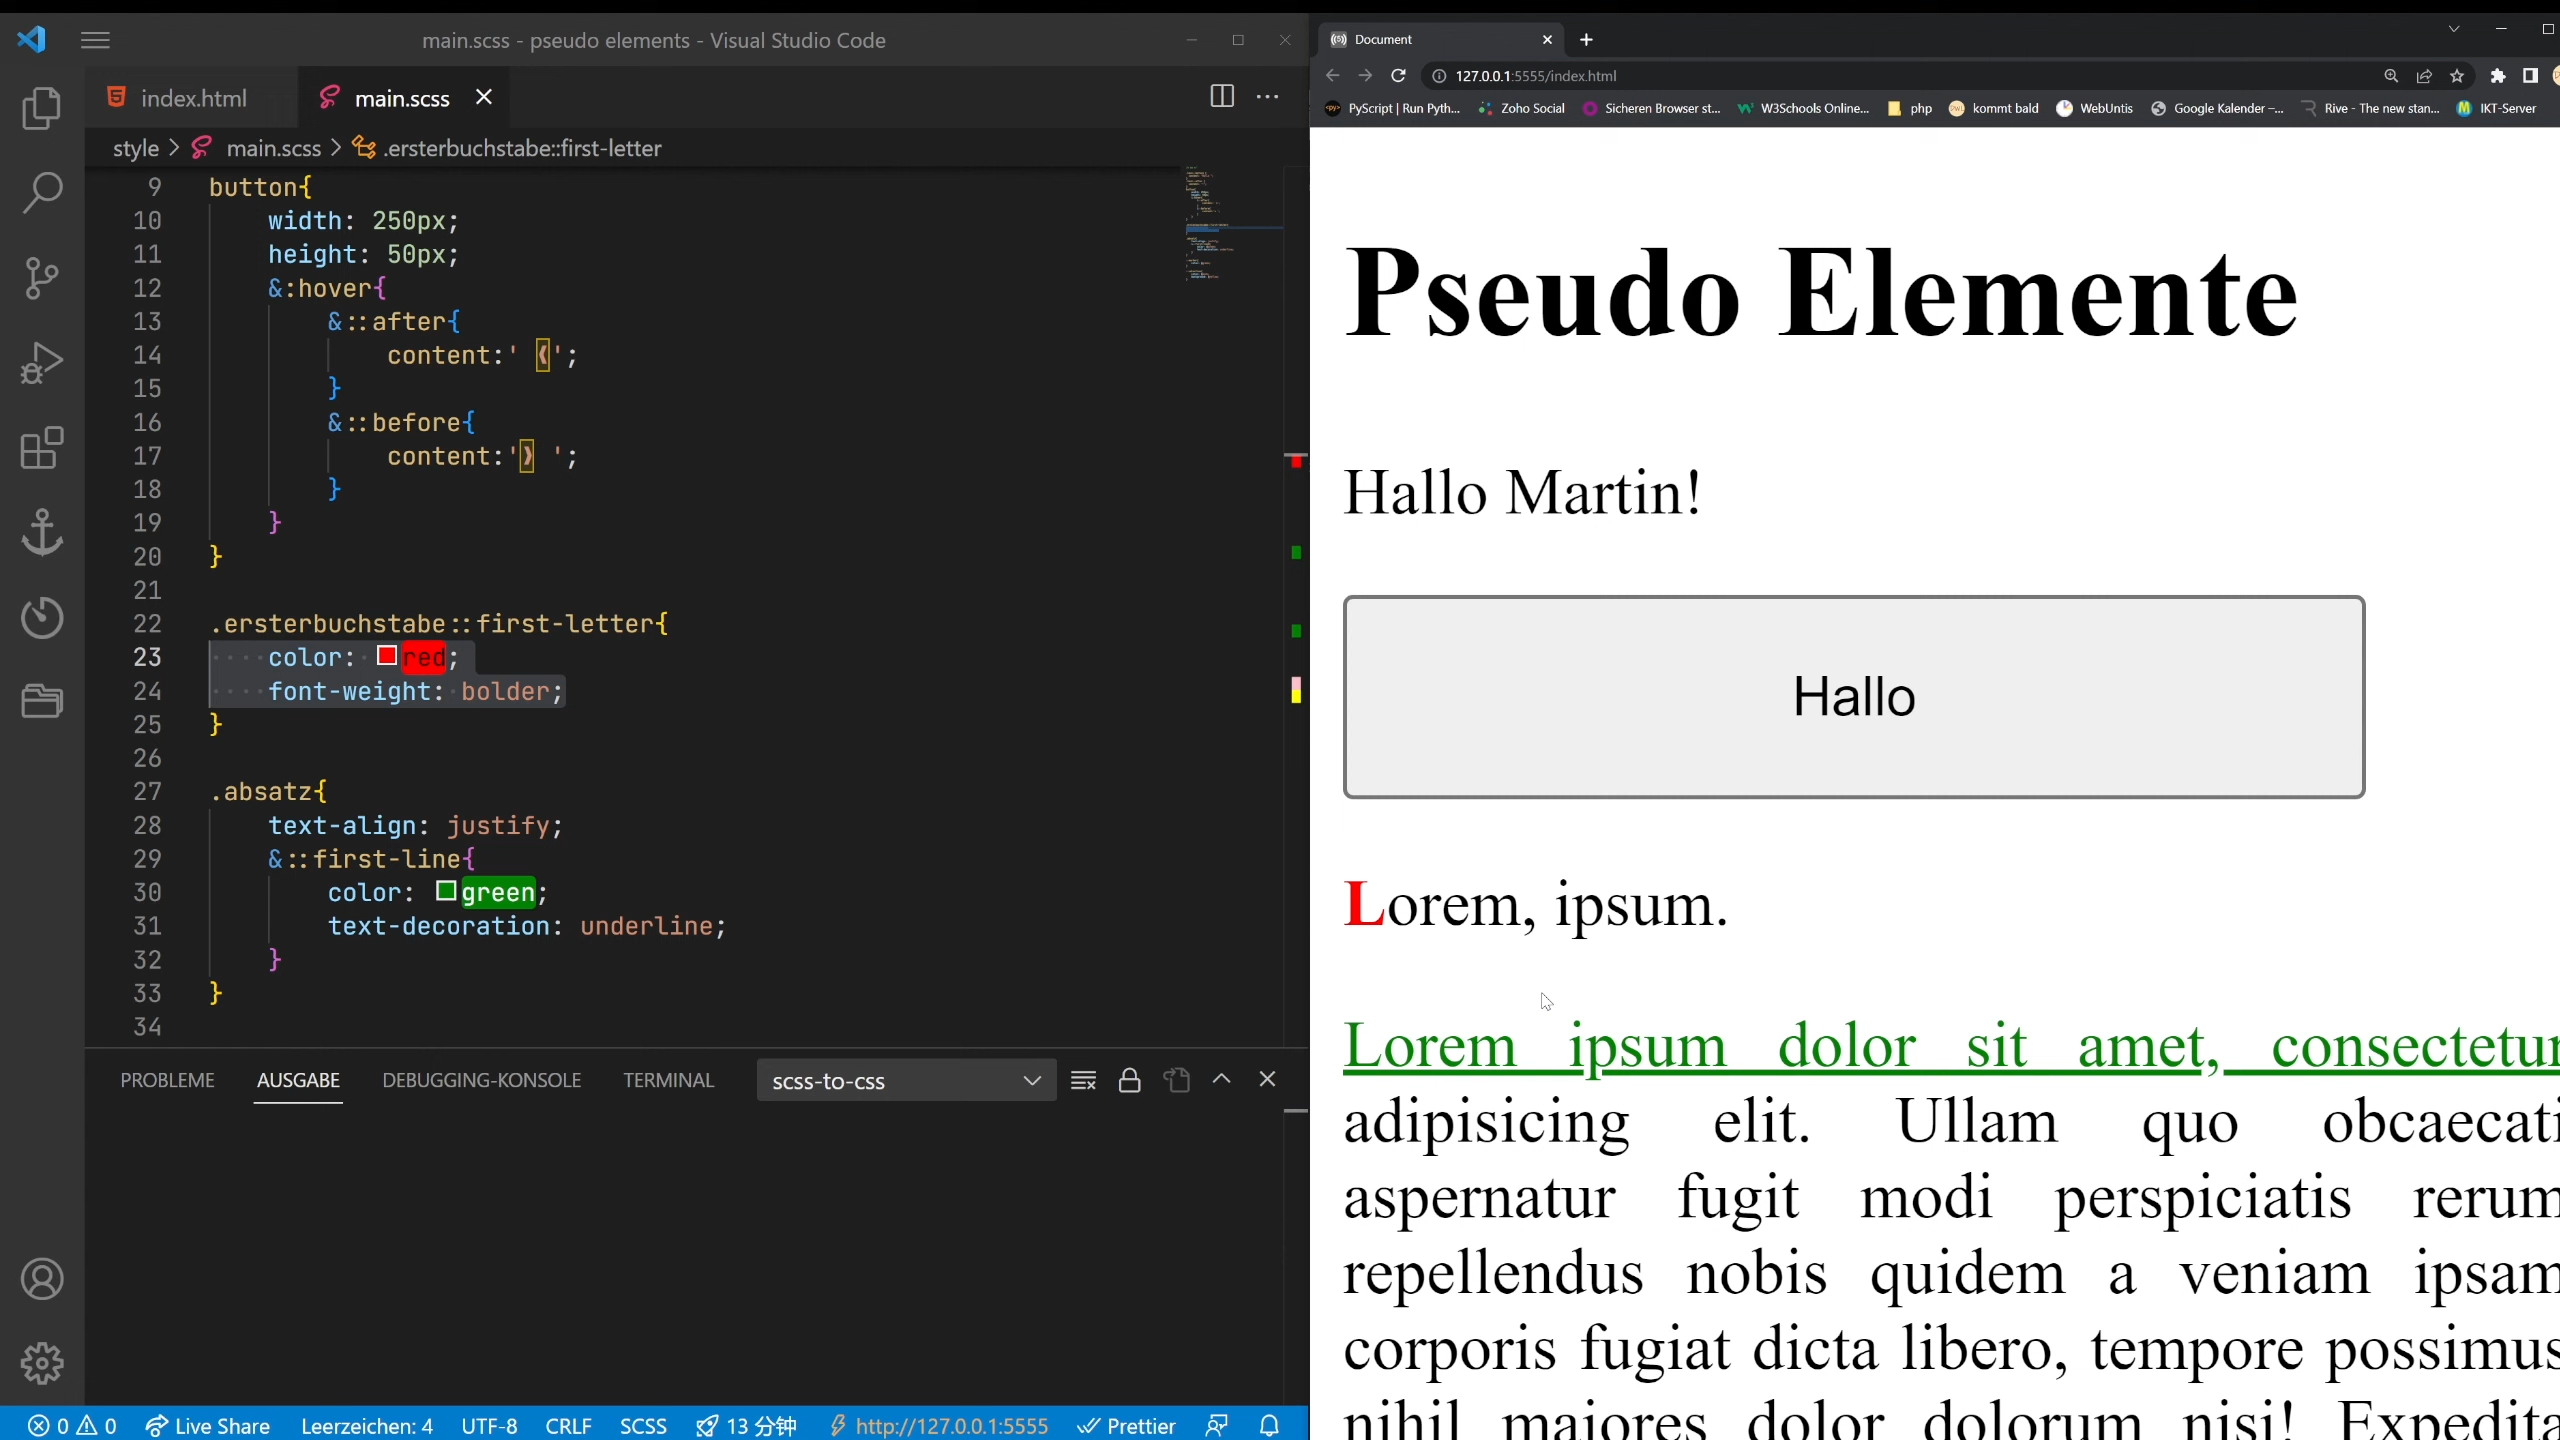 main.scss - pseudo elements - Visual Studio Code
index.html
main.scss
style > main.scss > .ersterbuchstabe::first-letter
9 button{
10 width: 250px;
11 height: 50px;
12 &:hover{
13 &::after{
14 content:' ⟪';
15 }
16 &::before{
17 content:'⟫ ';
18 }
19 }
20 }
21
22 .ersterbuchstabe::first-letter{
23 color: red;
24 font-weight: bolder;
25 }
26
27 .absatz{
28 text-align: justify;
29 &::first-line{
30 color: green;
31 text-decoration: underline;
32 }
33 }
34
PROBLEME AUSGABE DEBUGGING-KONSOLE TERMINAL scss-to-css
0 0 Live Share Leerzeichen: 4 UTF-8 CRLF SCSS 13 分钟 http://127.0.0.1:5555 Prettier
Document
127.0.0.1:5555/index.html
PyScript | Run Pyth... Zoho Social Sicheren Browser st... W3Schools Online... php kommt bald WebUntis Google Kalender –... Rive - The new stan... IKT-Server
Pseudo Elemente
Hallo Martin!
Hallo
Lorem, ipsum.
Lorem ipsum dolor sit amet, consectetur
adipisicing elit. Ullam quo obcaecati
aspernatur fugit modi perspiciatis rerum
repellendus nobis quidem a veniam ipsam
corporis fugiat dicta libero, tempore possimus
nihil maiores dolor dolorum nisi! Expedita